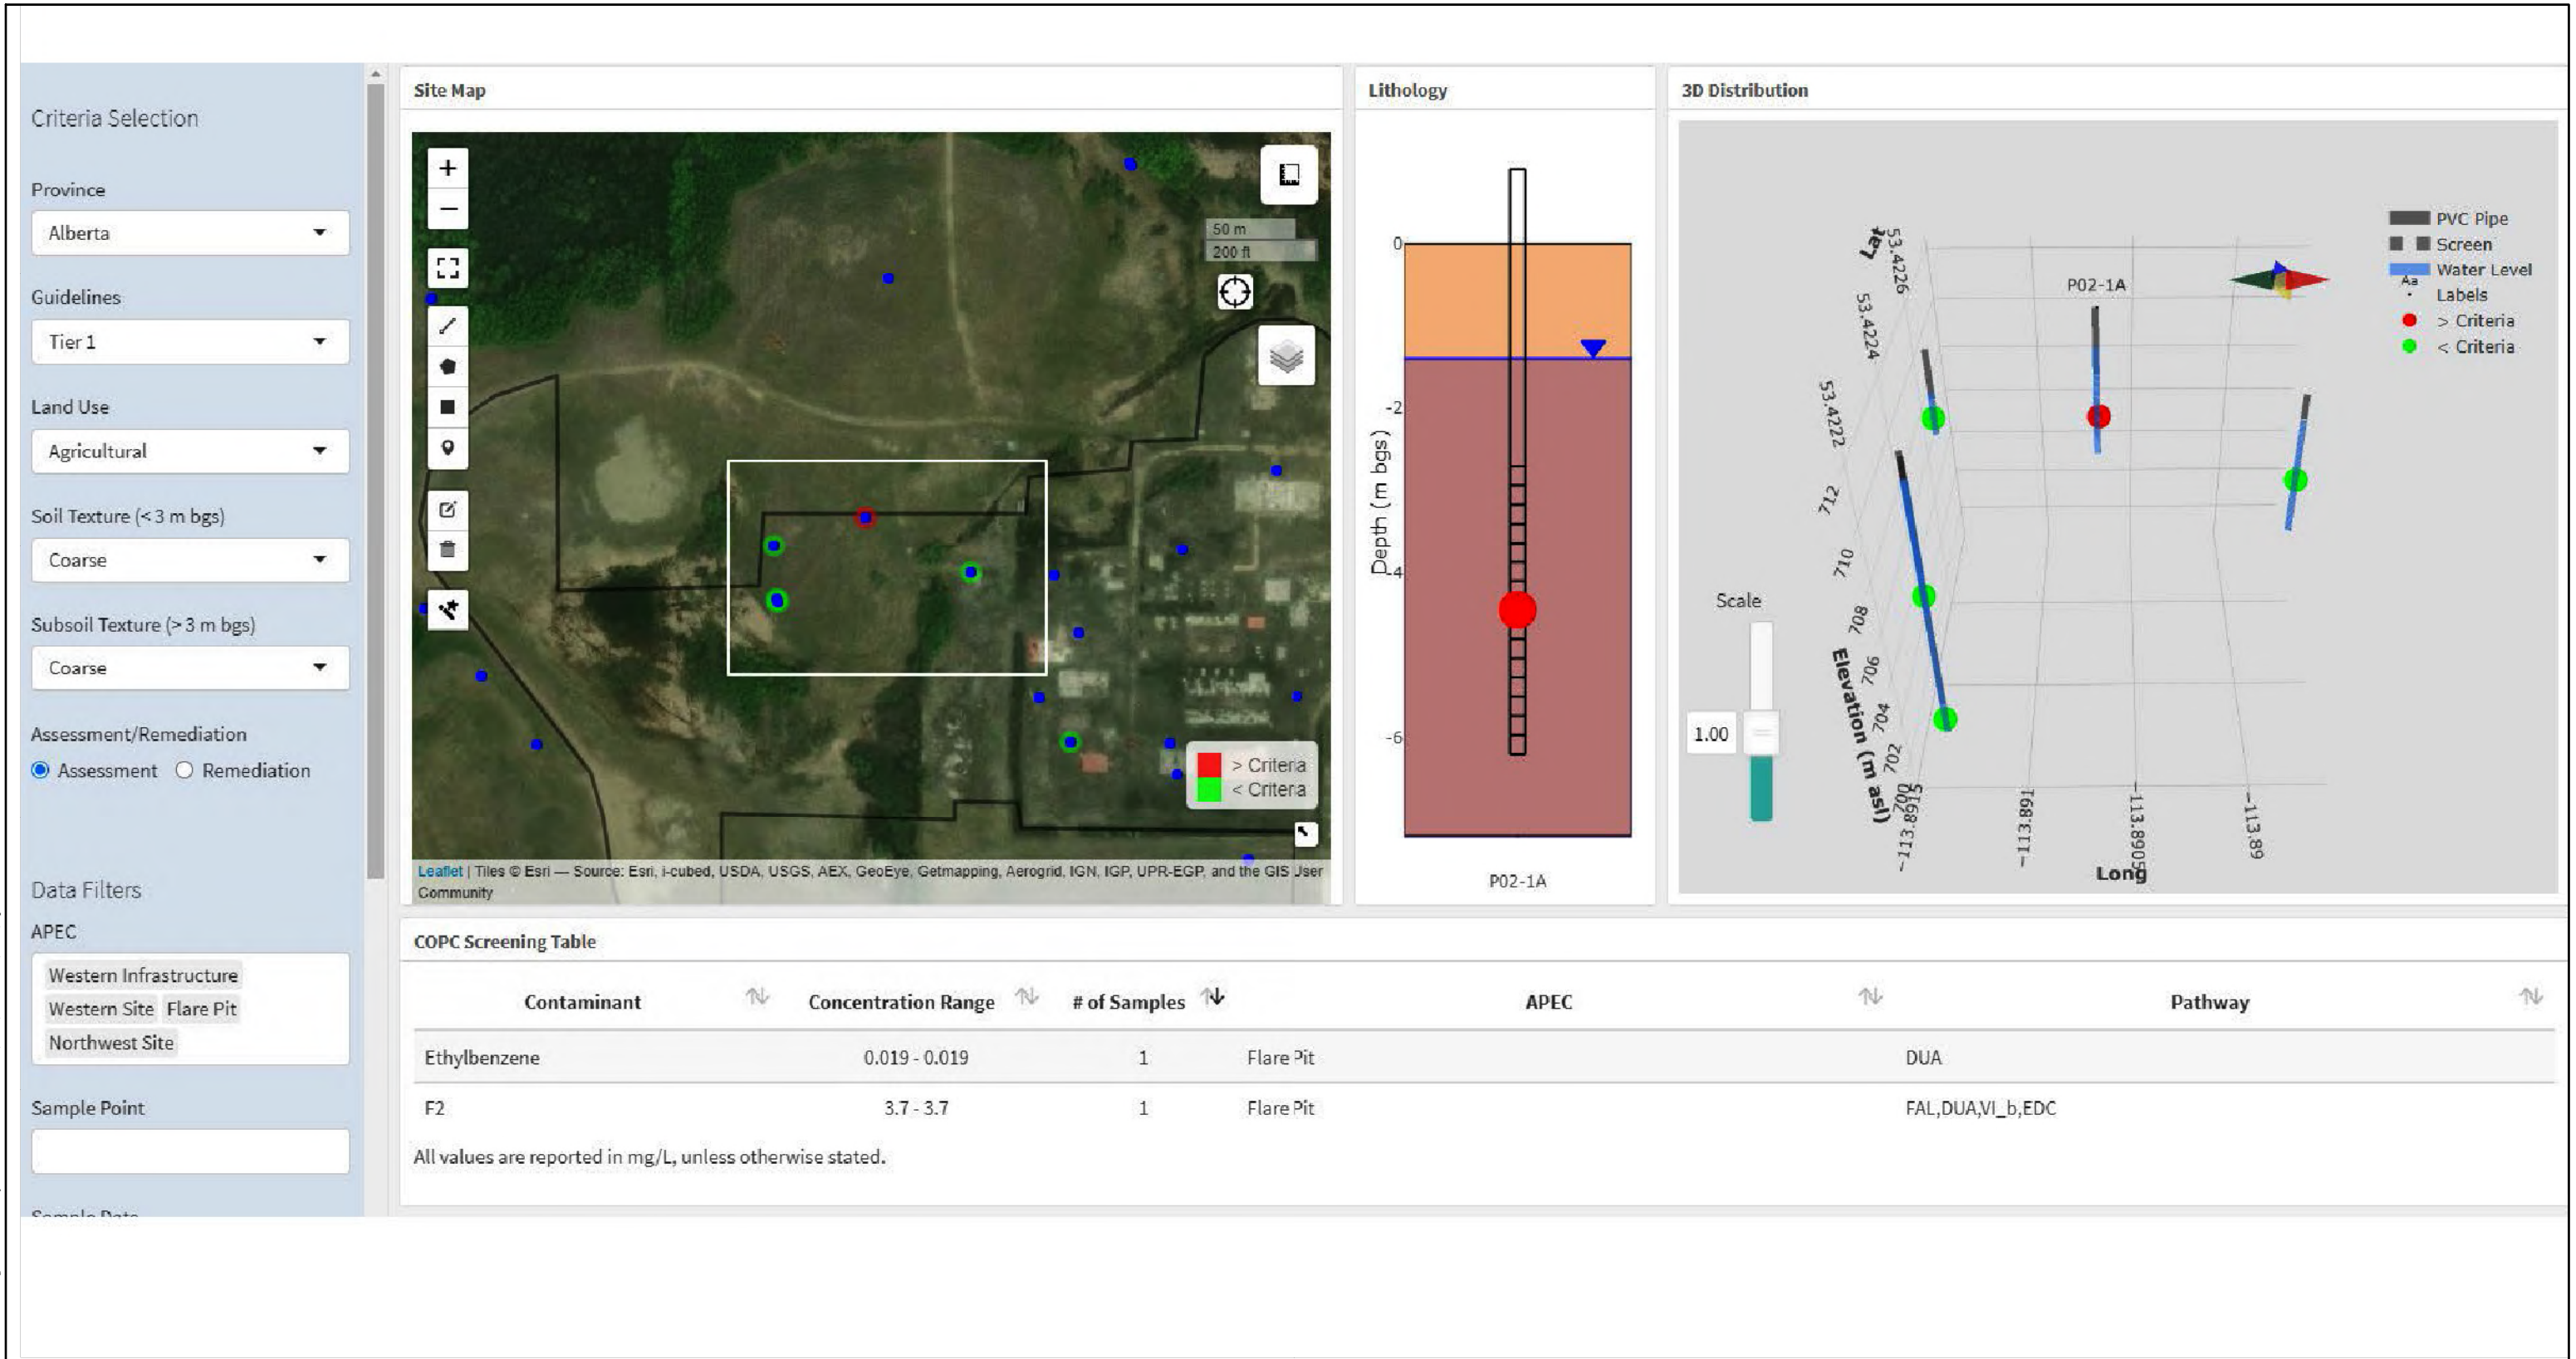 Criteria Selection
Province
Alberta
Guidelines
Tier 1
Land Use
Agricultural
Soil Texture (< 3 m bgs)
Coarse
Subsoil Texture (> 3 m bgs)
Coarse
Assessment/Remediation
Assessment Remediation
Data Filters
APEC
Western Infrastructure
Western Site Flare Pit
Northwest Site
Sample Point
Site Map
+
−
50 m
200 ft
> Criteria
< Criteria
Leaflet | Tiles © Esri — Source: Esri, i-cubed, USDA, USGS, AEX, GeoEye, Getmapping, Aerogrid, IGN, IGP, UPR-EGP, and the GIS User
Community
Lithology
Depth (m bgs)
0
-2
-4
-6
P02-1A
3D Distribution
P02-1A
PVC Pipe
Screen
Water Level
Aa
Labels
> Criteria
< Criteria
Lat
53.4226
53.4224
53.4222
712
710
708
706
704
702
700
Elevation (m asl)
Scale
1.00
−113.8915
−113.891
−113.8905
−113.89
Long
COPC Screening Table
Contaminant Concentration Range # of Samples APEC Pathway
Ethylbenzene 0.019 - 0.019 1 Flare Pit DUA
F2 3.7 - 3.7 1 Flare Pit FAL,DUA,VI_b,EDC
All values are reported in mg/L, unless otherwise stated.